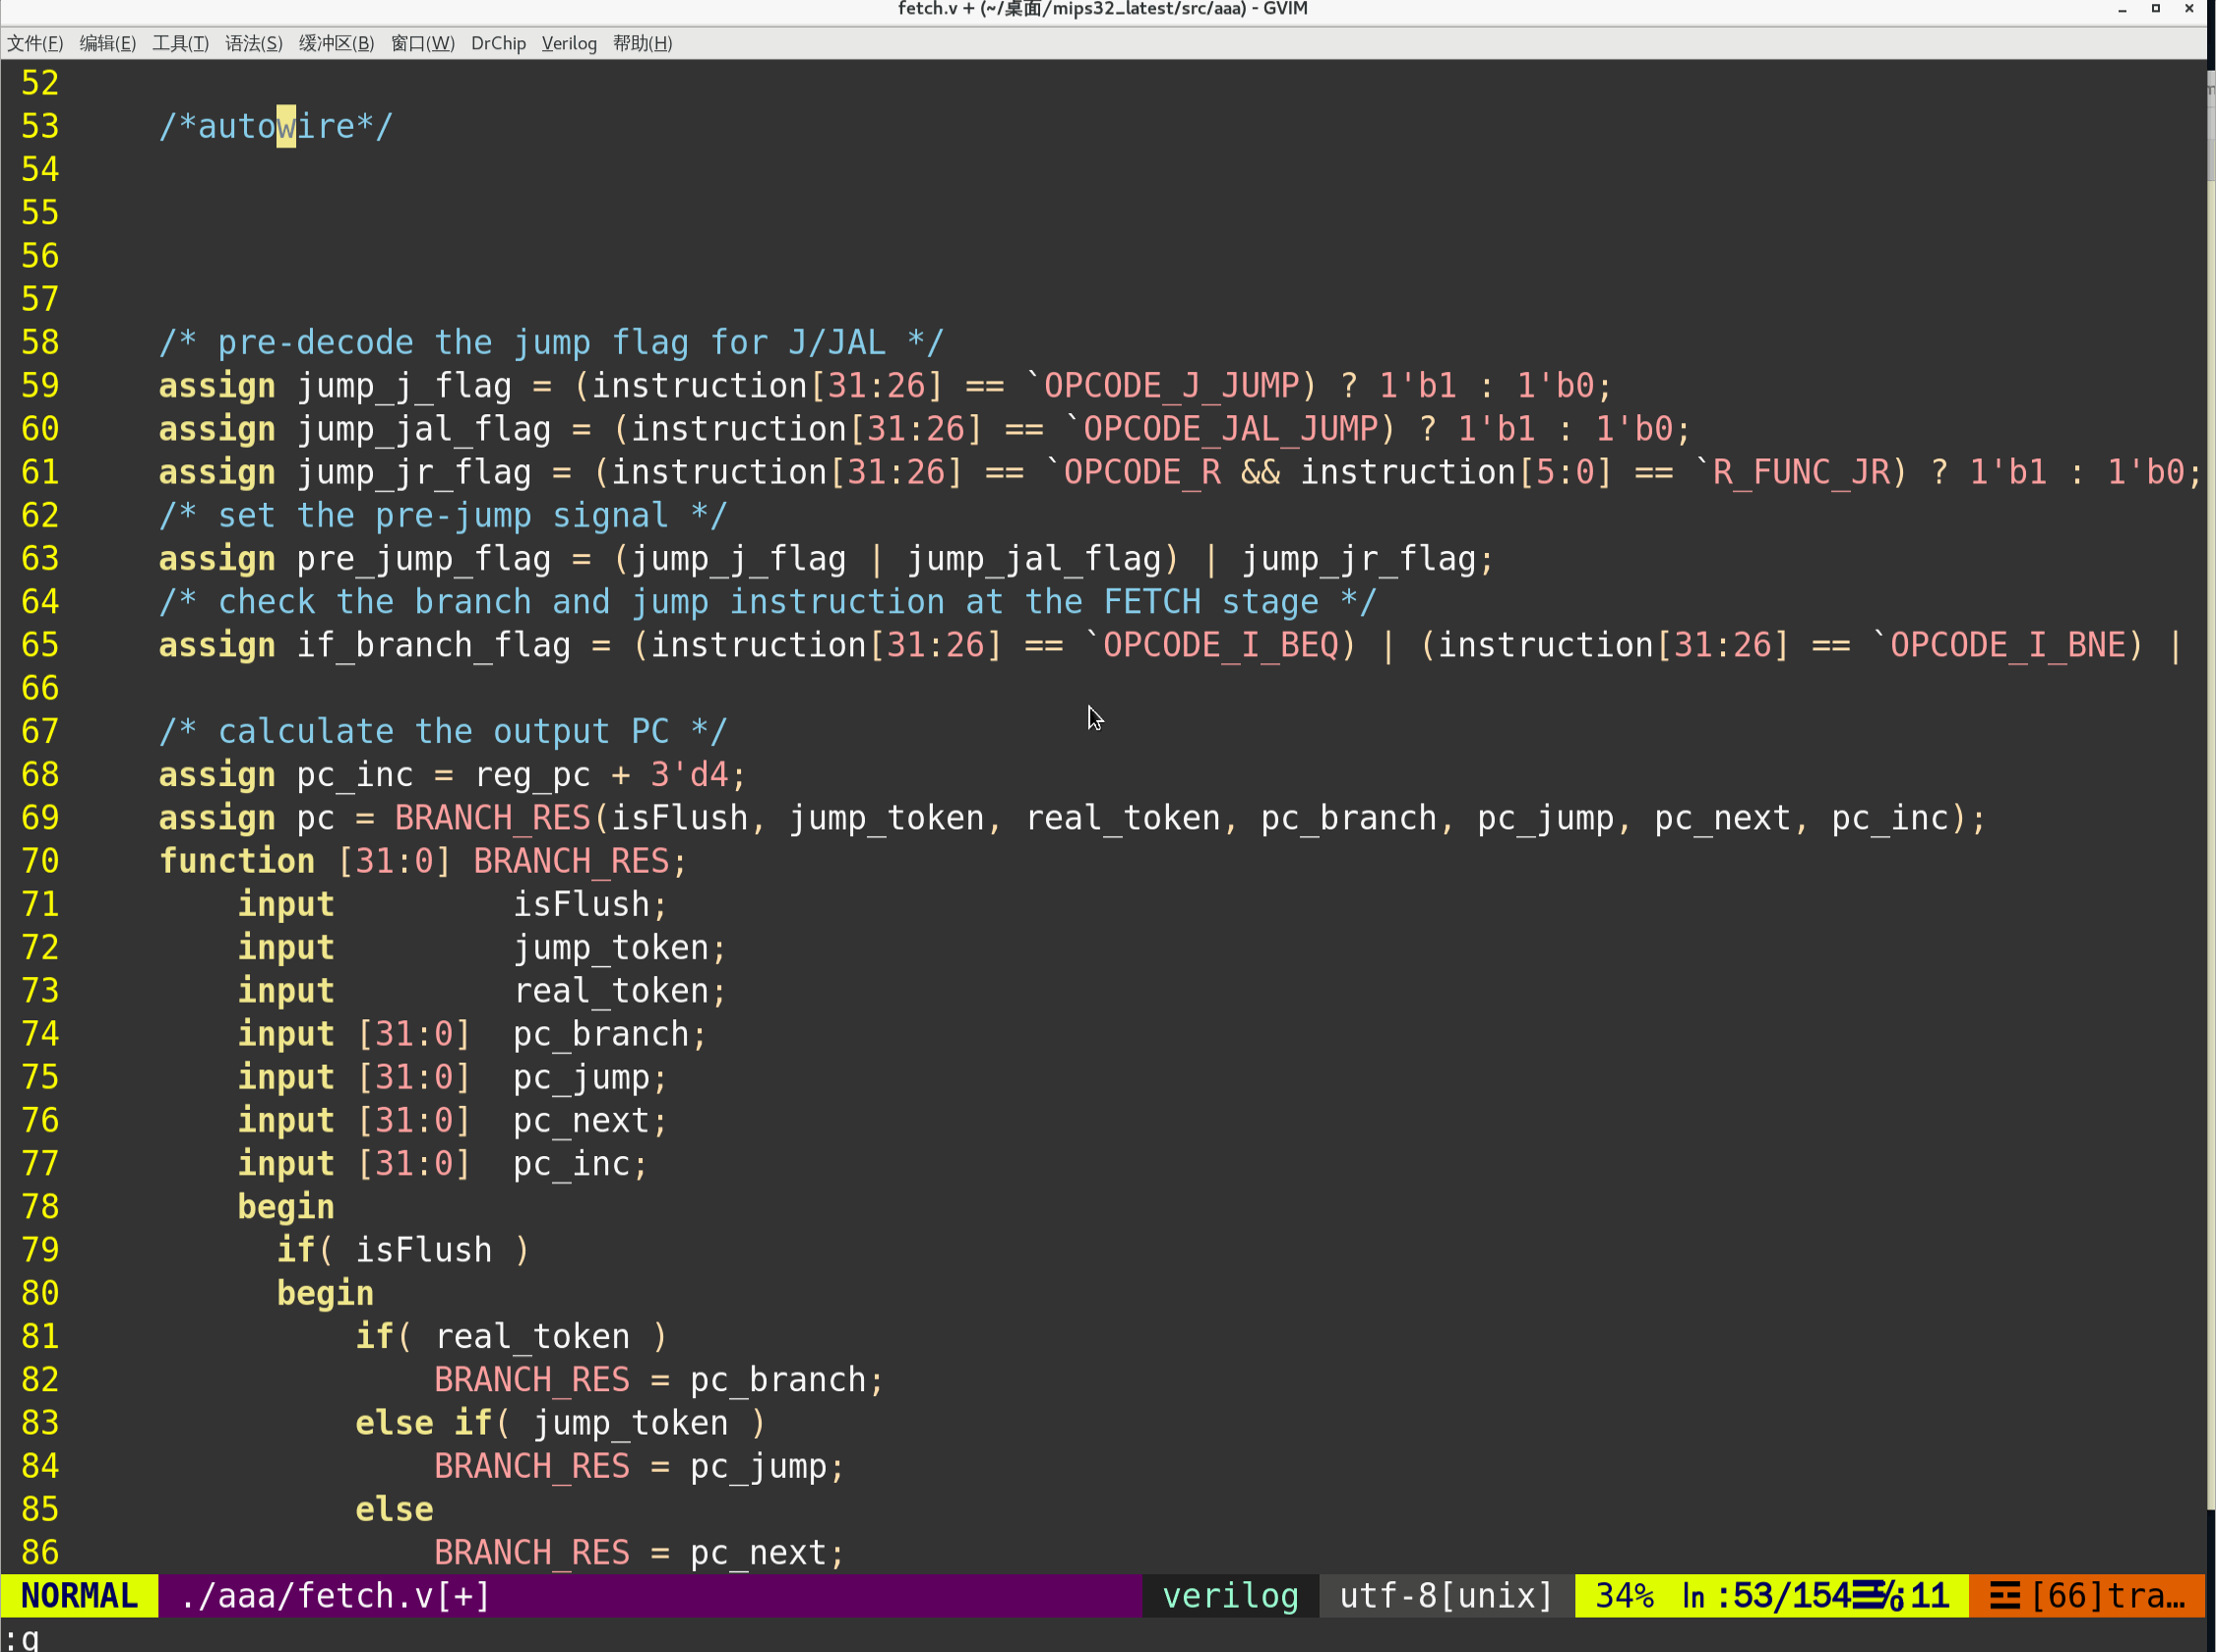 fetch.v + (~/桌面/mips32_latest/src/aaa) - GVIM
文件(F) 编辑(E) 工具(T) 语法(S) 缓冲区(B) 窗口(W) DrChip Verilog 帮助(H)
52
53 /*autowire*/
54
55
56
57
58 /* pre-decode the jump flag for J/JAL */
59 assign jump_j_flag = (instruction[31:26] == `OPCODE_J_JUMP) ? 1'b1 : 1'b0;
60 assign jump_jal_flag = (instruction[31:26] == `OPCODE_JAL_JUMP) ? 1'b1 : 1'b0;
61 assign jump_jr_flag = (instruction[31:26] == `OPCODE_R && instruction[5:0] == `R_FUNC_JR) ? 1'b1 : 1'b0;
62 /* set the pre-jump signal */
63 assign pre_jump_flag = (jump_j_flag | jump_jal_flag) | jump_jr_flag;
64 /* check the branch and jump instruction at the FETCH stage */
65 assign if_branch_flag = (instruction[31:26] == `OPCODE_I_BEQ) | (instruction[31:26] == `OPCODE_I_BNE) |
66
67 /* calculate the output PC */
68 assign pc_inc = reg_pc + 3'd4;
69 assign pc = BRANCH_RES(isFlush, jump_token, real_token, pc_branch, pc_jump, pc_next, pc_inc);
70 function [31:0] BRANCH_RES;
71 input isFlush;
72 input jump_token;
73 input real_token;
74 input [31:0] pc_branch;
75 input [31:0] pc_jump;
76 input [31:0] pc_next;
77 input [31:0] pc_inc;
78 begin
79 if( isFlush )
80 begin
81 if( real_token )
82 BRANCH_RES = pc_branch;
83 else if( jump_token )
84 BRANCH_RES = pc_jump;
85 else
86 BRANCH_RES = pc_next;
NORMAL ./aaa/fetch.v[+] verilog utf-8[unix] 34% ln :53/154☰℅:11 ☲ [66]tra…
:q